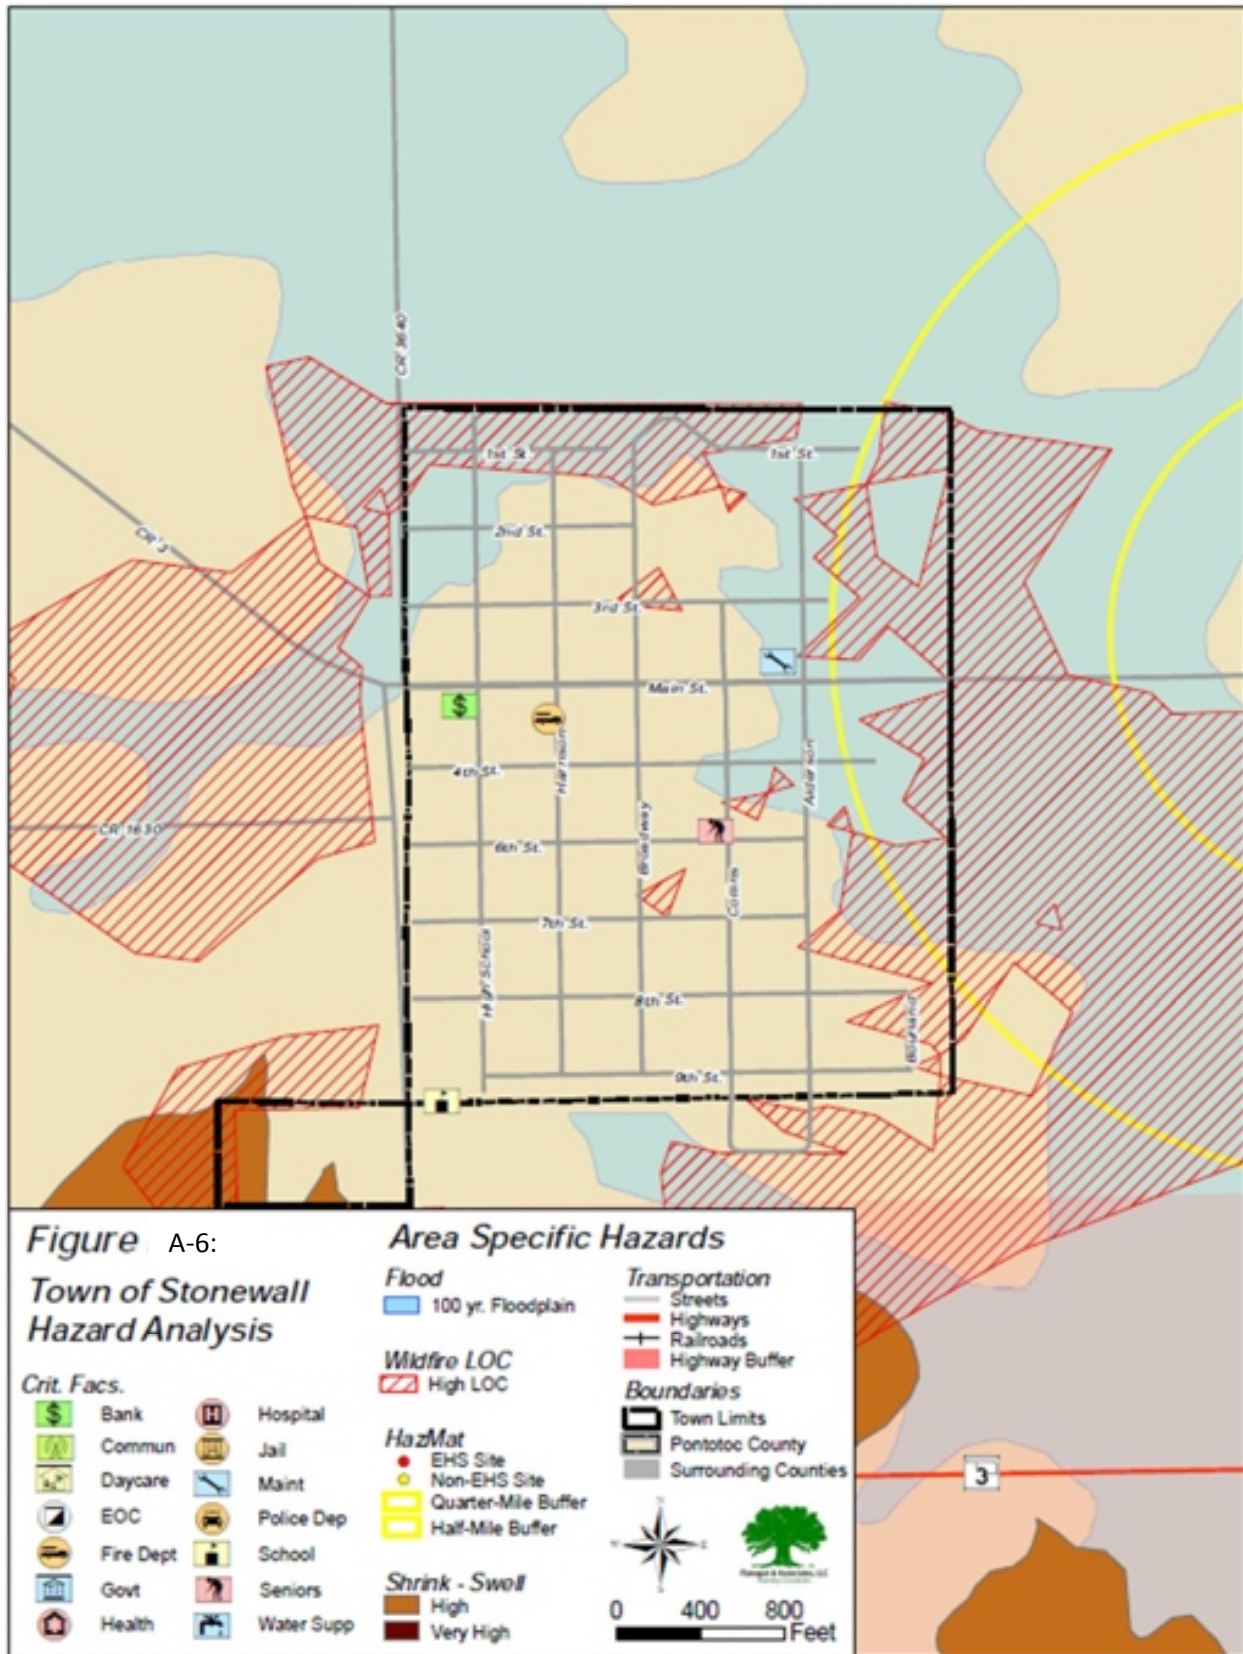 CR 3640
1st St.
1st St.
CR 3
2nd St.
3rd St.
Main St.
$
4th St.
Harrison
Alderson
Broadway
CR 1630
6th St.
Collins
7th St.
High School
8th St.
9th St.
3
Figure A-6:
Town of Stonewall
Hazard Analysis
Crit. Facs.
$ Bank
Commun
Daycare
EOC
Fire Dept
Govt
Health
H Hospital
Jail
Maint
Police Dep
School
Seniors
Water Supp
Area Specific Hazards
Flood
100 yr. Floodplain
Wildfire LOC
High LOC
HazMat
EHS Site
Non-EHS Site
Quarter-Mile Buffer
Half-Mile Buffer
Shrink - Swell
High
Very High
Transportation
Streets
Highways
Railroads
Highway Buffer
Boundaries
Town Limits
Pontotoc County
Surrounding Counties
Flanagan & Associates, LLC
0 400 800
Feet